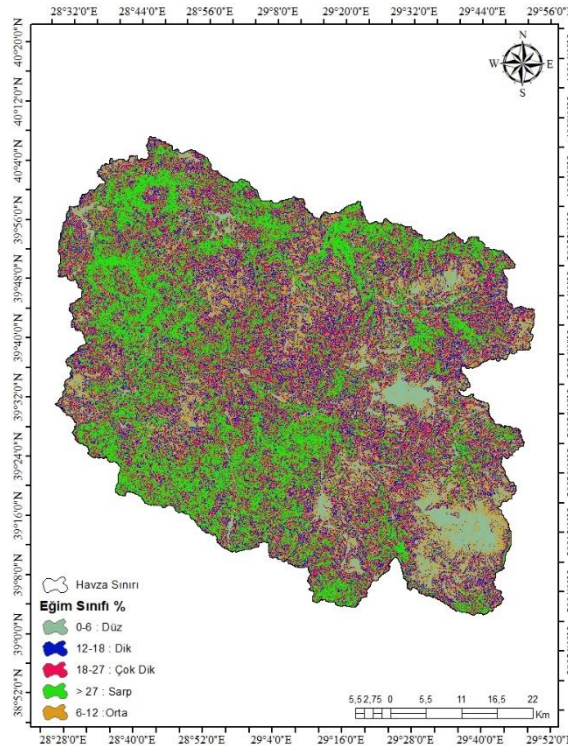 28°32'0"E 28°44'0"E 28°56'0"E 29°8'0"E 29°20'0"E 29°32'0"E 29°44'0"E 29°56'0"E
N
W E
S
40°20'0"N
40°12'0"N
40°4'0"N
39°56'0"N
39°48'0"N
39°40'0"N
39°32'0"N
39°24'0"N
39°16'0"N
39°8'0"N
39°0'0"N
38°52'0"N
Havza Sınırı
Eğim Sınıfı %
0-6 : Düz
12-18 : Dik
18-27 : Çok Dik
> 27 : Sarp
6-12 : Orta
5,5 2,75 0 5,5 11 16,5 22
Km
28°28'0"E 28°40'0"E 28°52'0"E 29°4'0"E 29°16'0"E 29°28'0"E 29°40'0"E 29°52'0"E